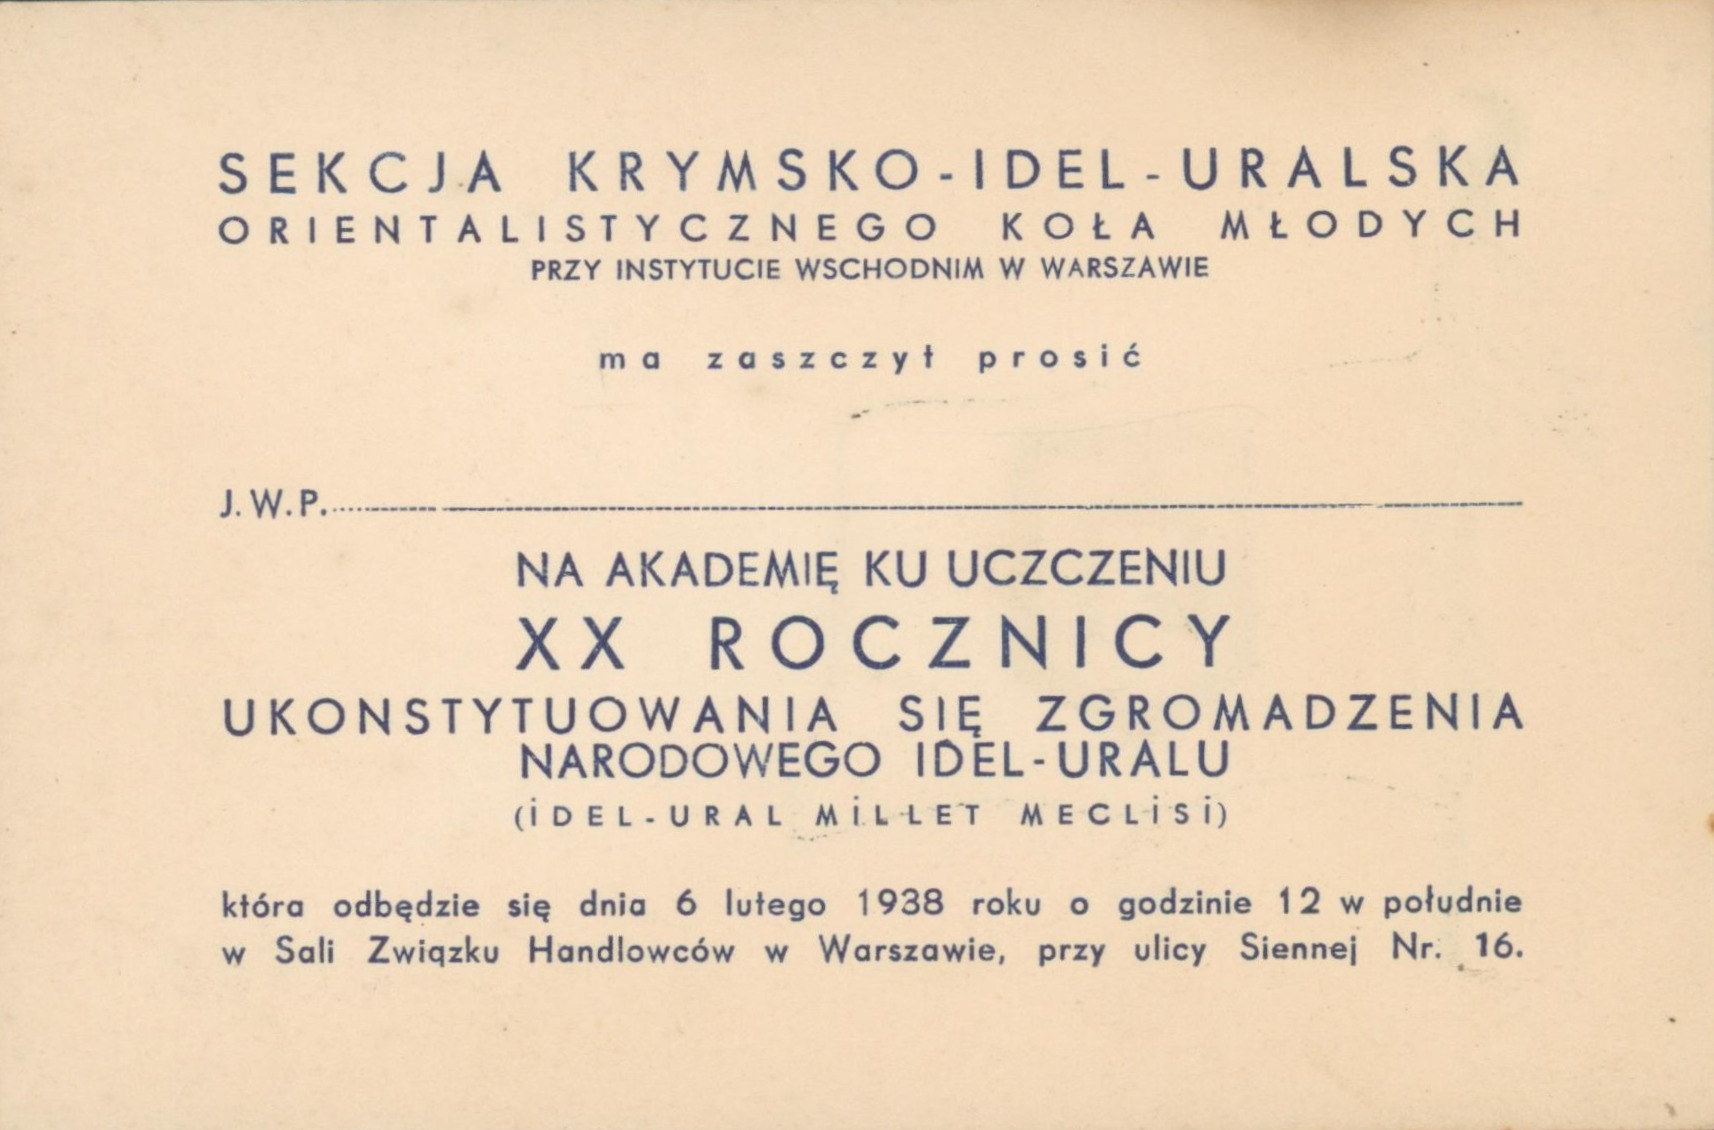 SEKCJA KRYMSKO-IDEL-URALSKA
ORIENTALISTYCZNEGO KOŁA MŁODYCH
PRZY INSTYTUCIE WSCHODNIM W WARSZAWIE
ma zaszczyt prosić
J. W. P.
NA AKADEMIĘ KU UCZCZENIU
XX ROCZNICY
UKONSTYTUOWANIA SIĘ ZGROMADZENIA
NARODOWEGO IDEL-URALU
(İDEL-URAL MİLLET MECLİSİ)
która odbędzie się dnia 6 lutego 1938 roku o godzinie 12 w południe
w Sali Związku Handlowców w Warszawie, przy ulicy Siennej Nr. 16.